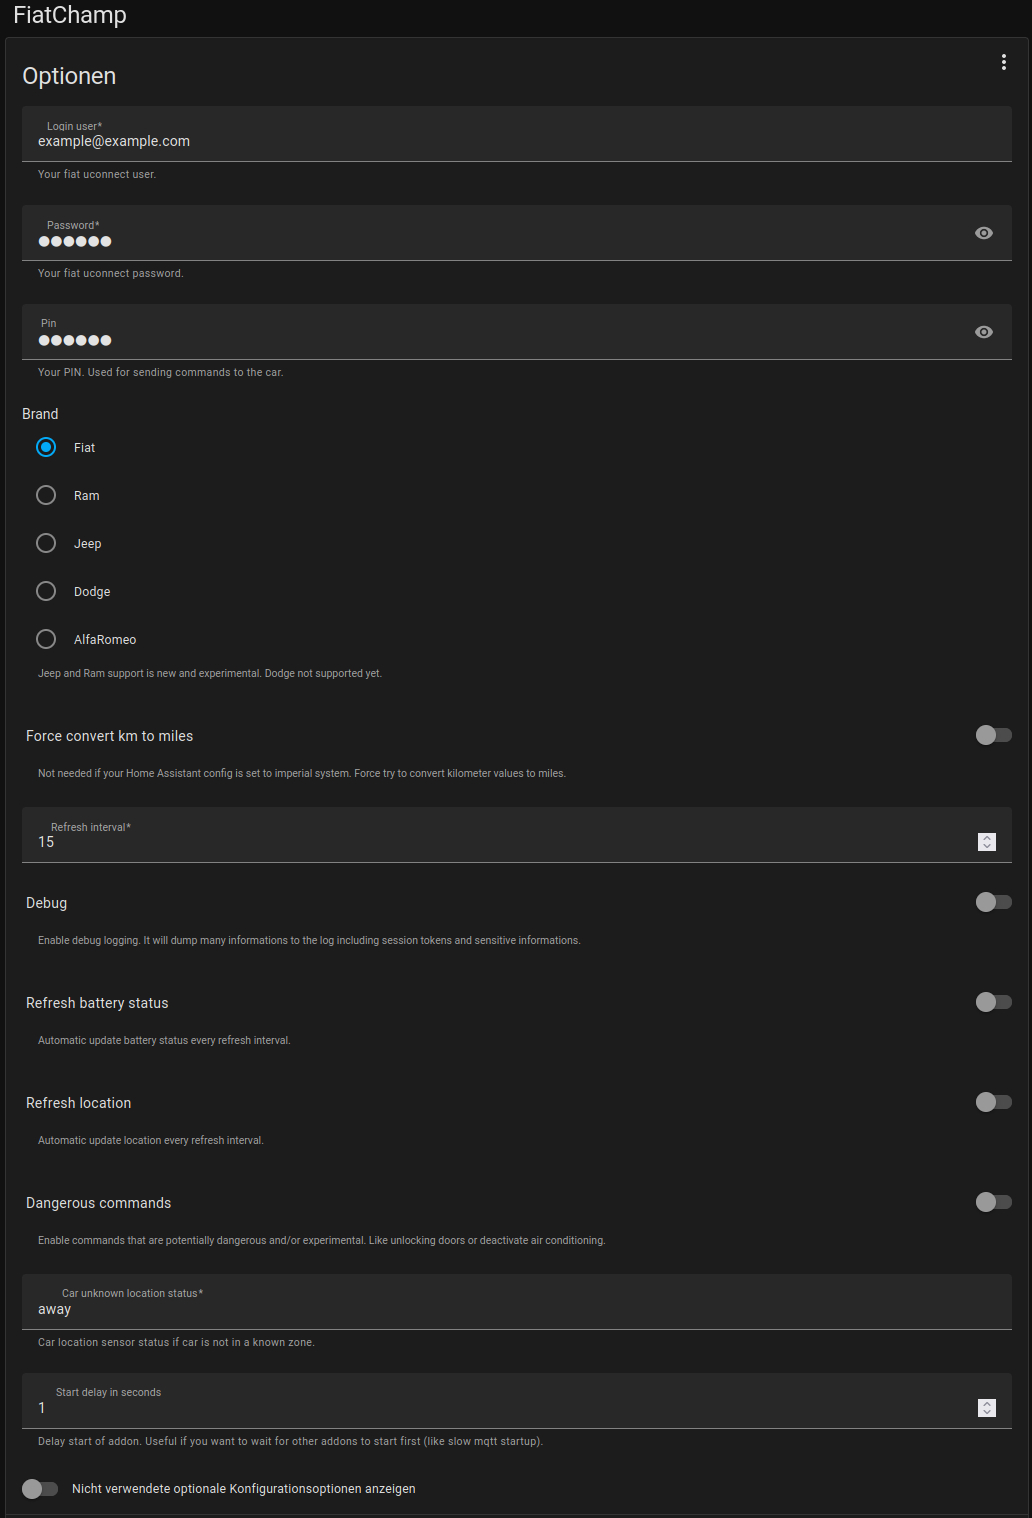 FiatChamp
Optionen
Login user*
example@example.com
Your fiat uconnect user.
Password*
●●●●●●
Your fiat uconnect password.
Pin
●●●●●●
Your PIN. Used for sending commands to the car.
Brand
Fiat
Ram
Jeep
Dodge
AlfaRomeo
Jeep and Ram support is new and experimental. Dodge not supported yet.
Force convert km to miles
Not needed if your Home Assistant config is set to imperial system. Force try to convert kilometer values to miles.
Refresh interval*
15
Debug
Enable debug logging. It will dump many informations to the log including session tokens and sensitive informations.
Refresh battery status
Automatic update battery status every refresh interval.
Refresh location
Automatic update location every refresh interval.
Dangerous commands
Enable commands that are potentially dangerous and/or experimental. Like unlocking doors or deactivate air conditioning.
Car unknown location status*
away
Car location sensor status if car is not in a known zone.
Start delay in seconds
1
Delay start of addon. Useful if you want to wait for other addons to start first (like slow mqtt startup).
Nicht verwendete optionale Konfigurationsoptionen anzeigen